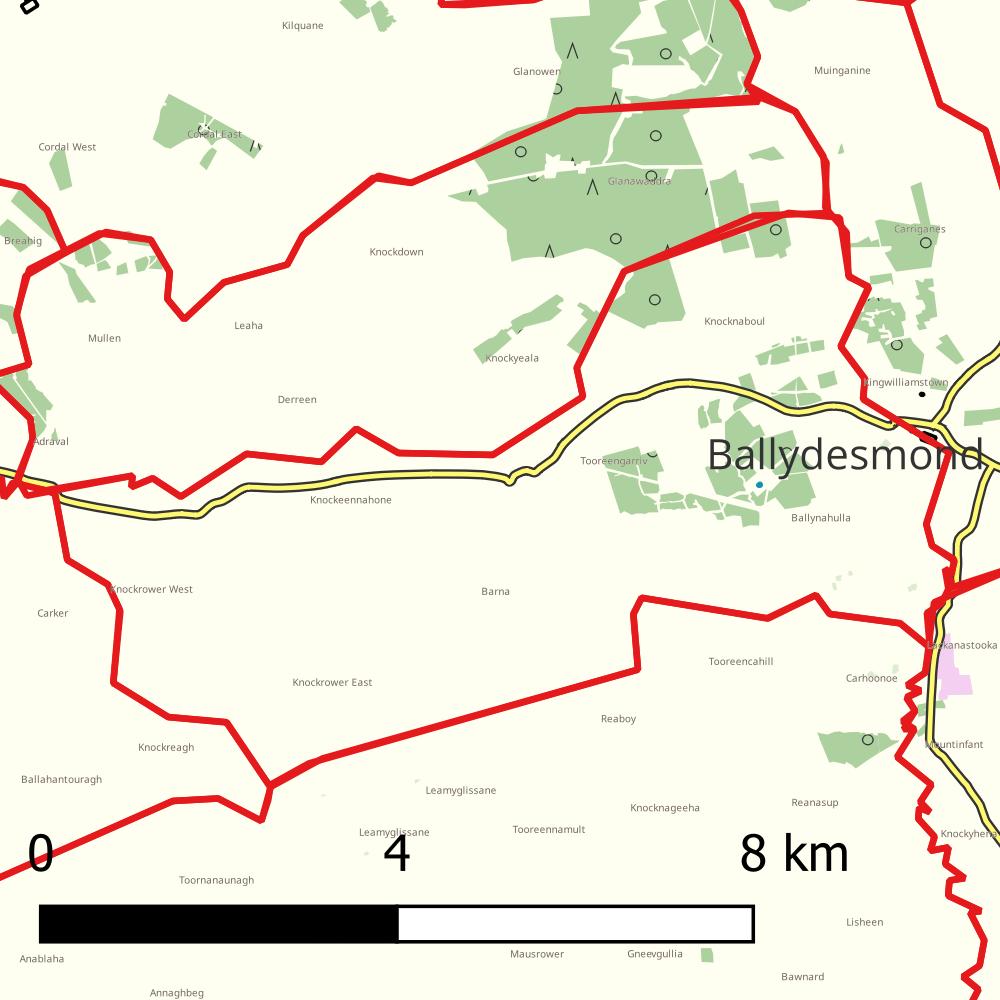 Kilquane
Glanowen
Muinganine
Cordal East
Cordal West
Glanawaddra
Carriganes
Breahig
Knockdown
Knocknaboul
Leaha
Mullen
Knockyeala
Kingwilliamstown
Derreen
Adraval
Ballydesmond
Tooreengarriv
Knockeennahone
Ballynahulla
Knockrower West
Barna
Carker
Lackanastooka
Tooreencahill
Carhoonoe
Knockrower East
Reaboy
Knockreagh
Mountinfant
Ballahantouragh
Leamyglissane
Reanasup
Knocknageeha
Leamyglissane
Tooreennamult
Knockyhena
0 4 8 km
Toornanaunagh
Lisheen
Anablaha
Mausrower
Gneevgullia
Bawnard
Annaghbeg